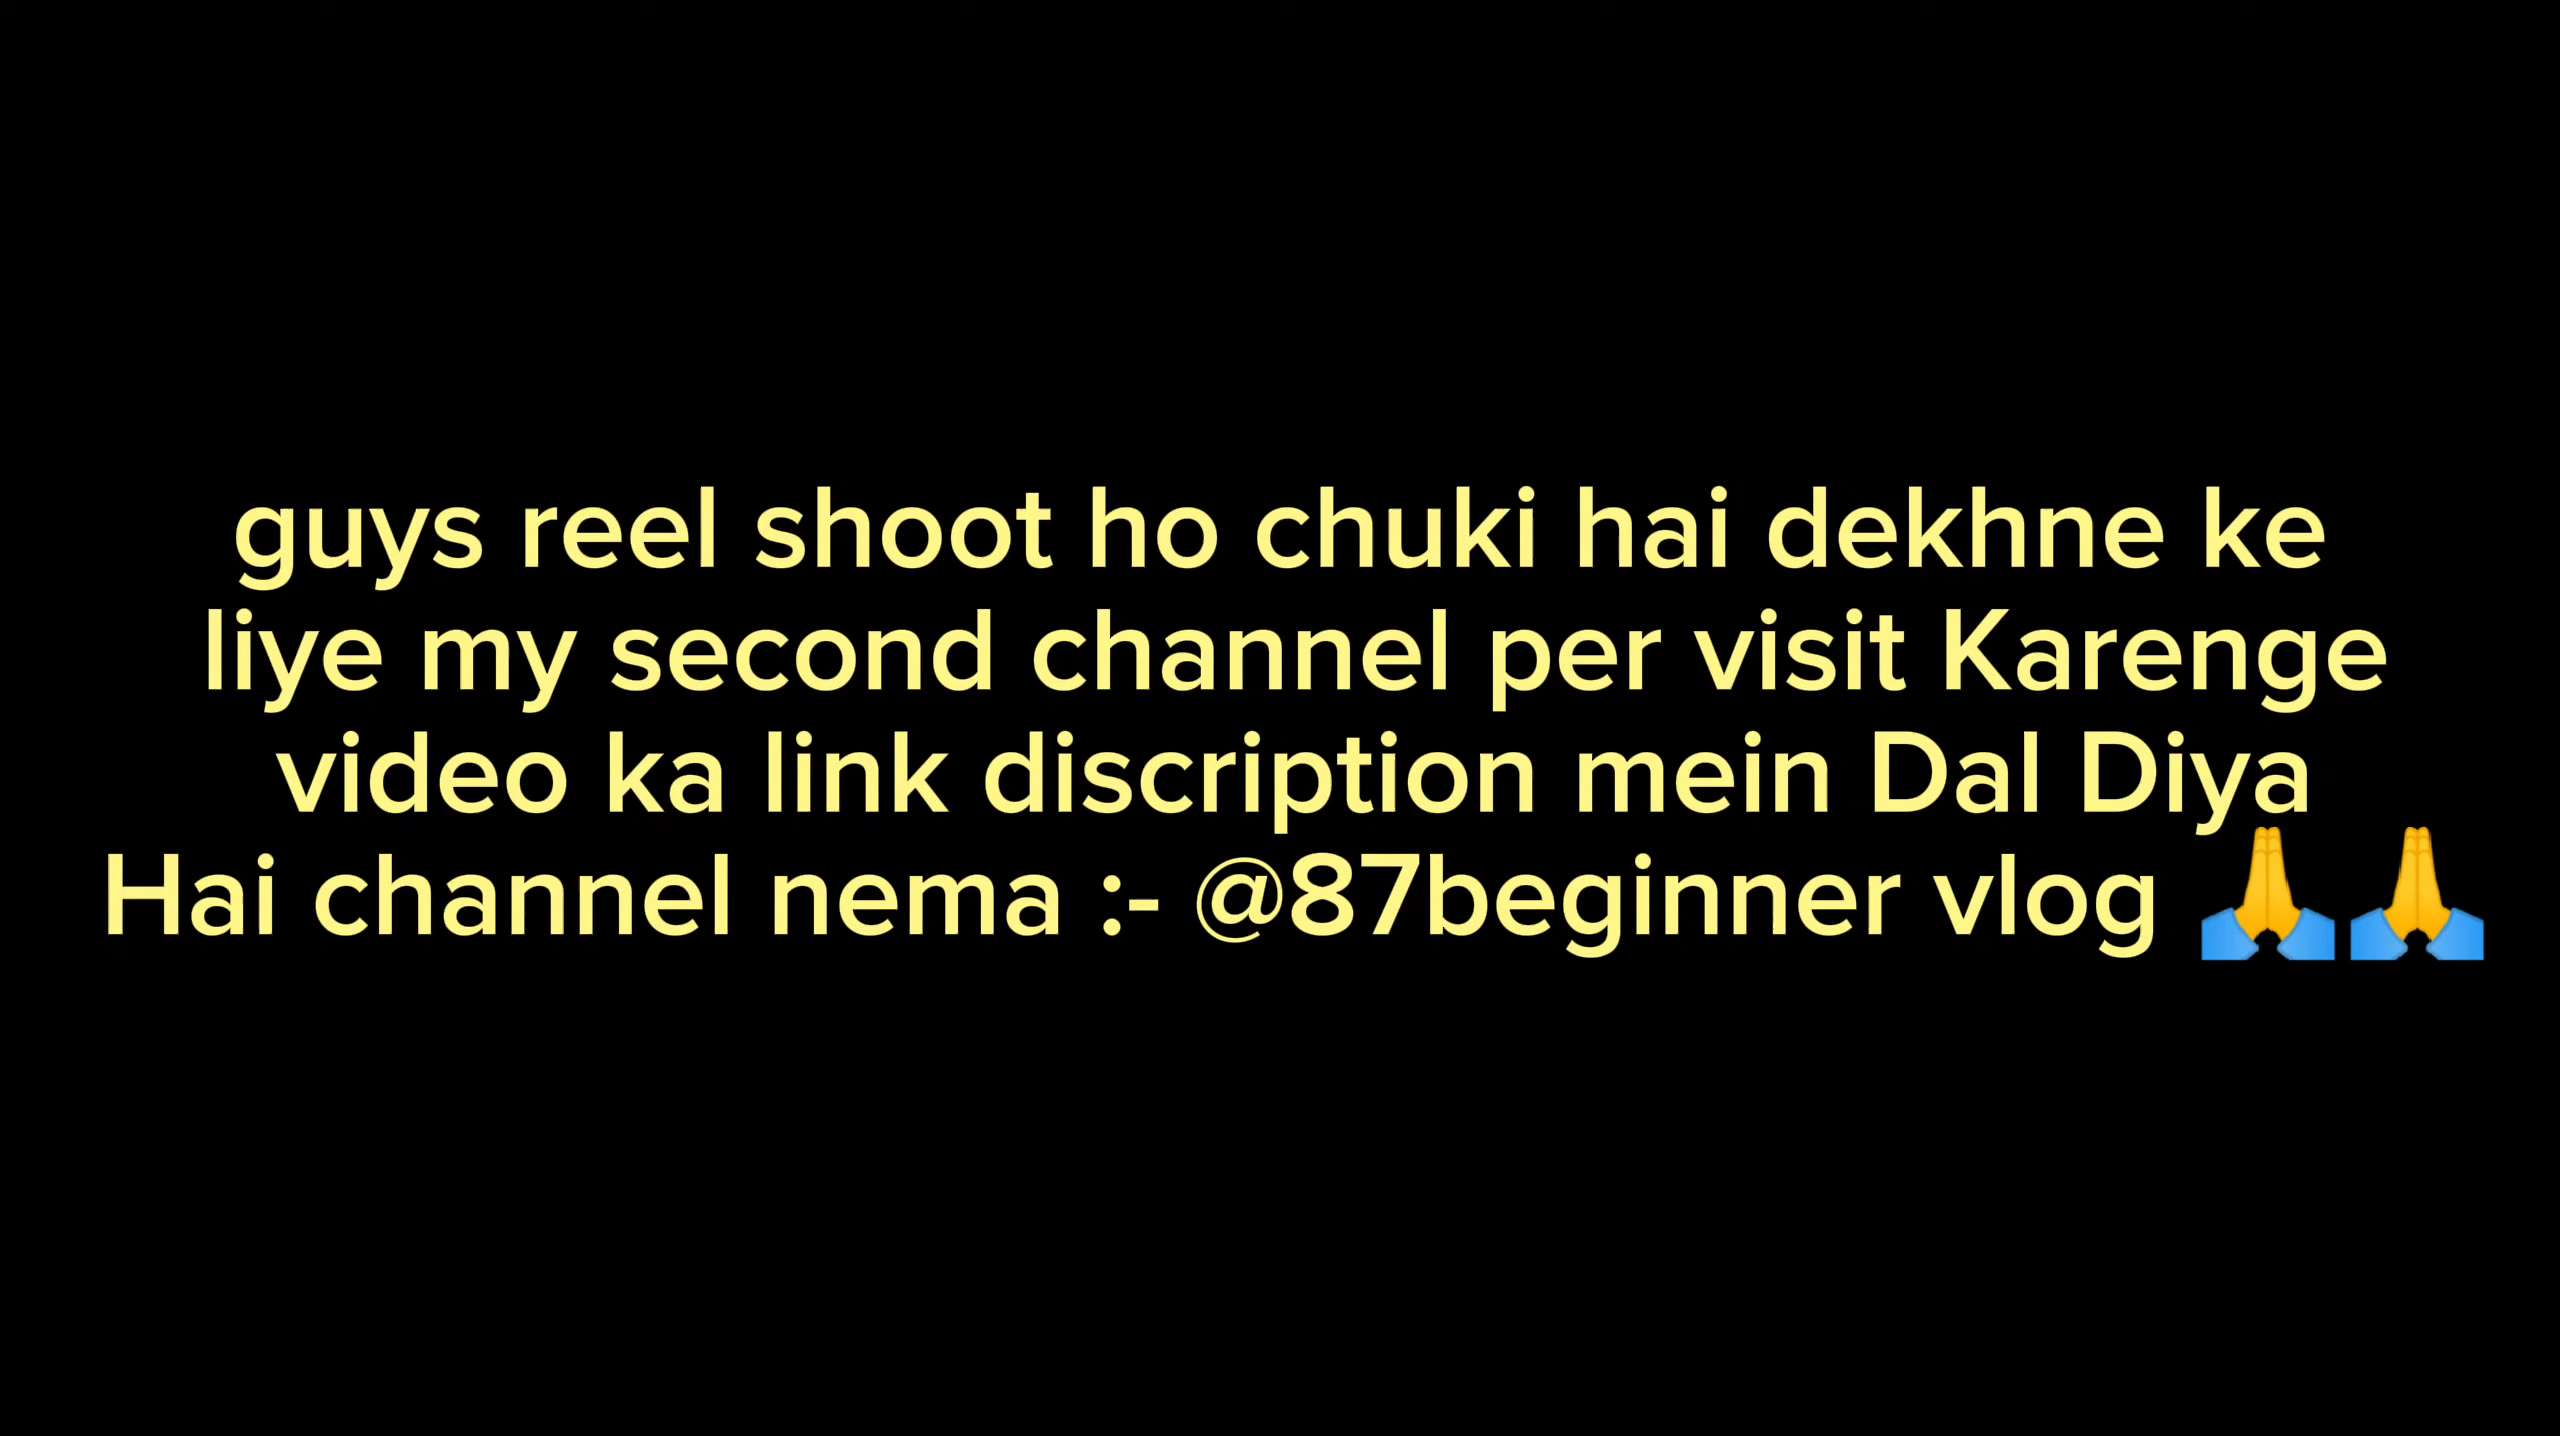 guys reel shoot ho chuki hai dekhne ke
liye my second channel per visit Karenge
video ka link discription mein Dal Diya
Hai channel nema :- @87beginner vlog 🙏🙏